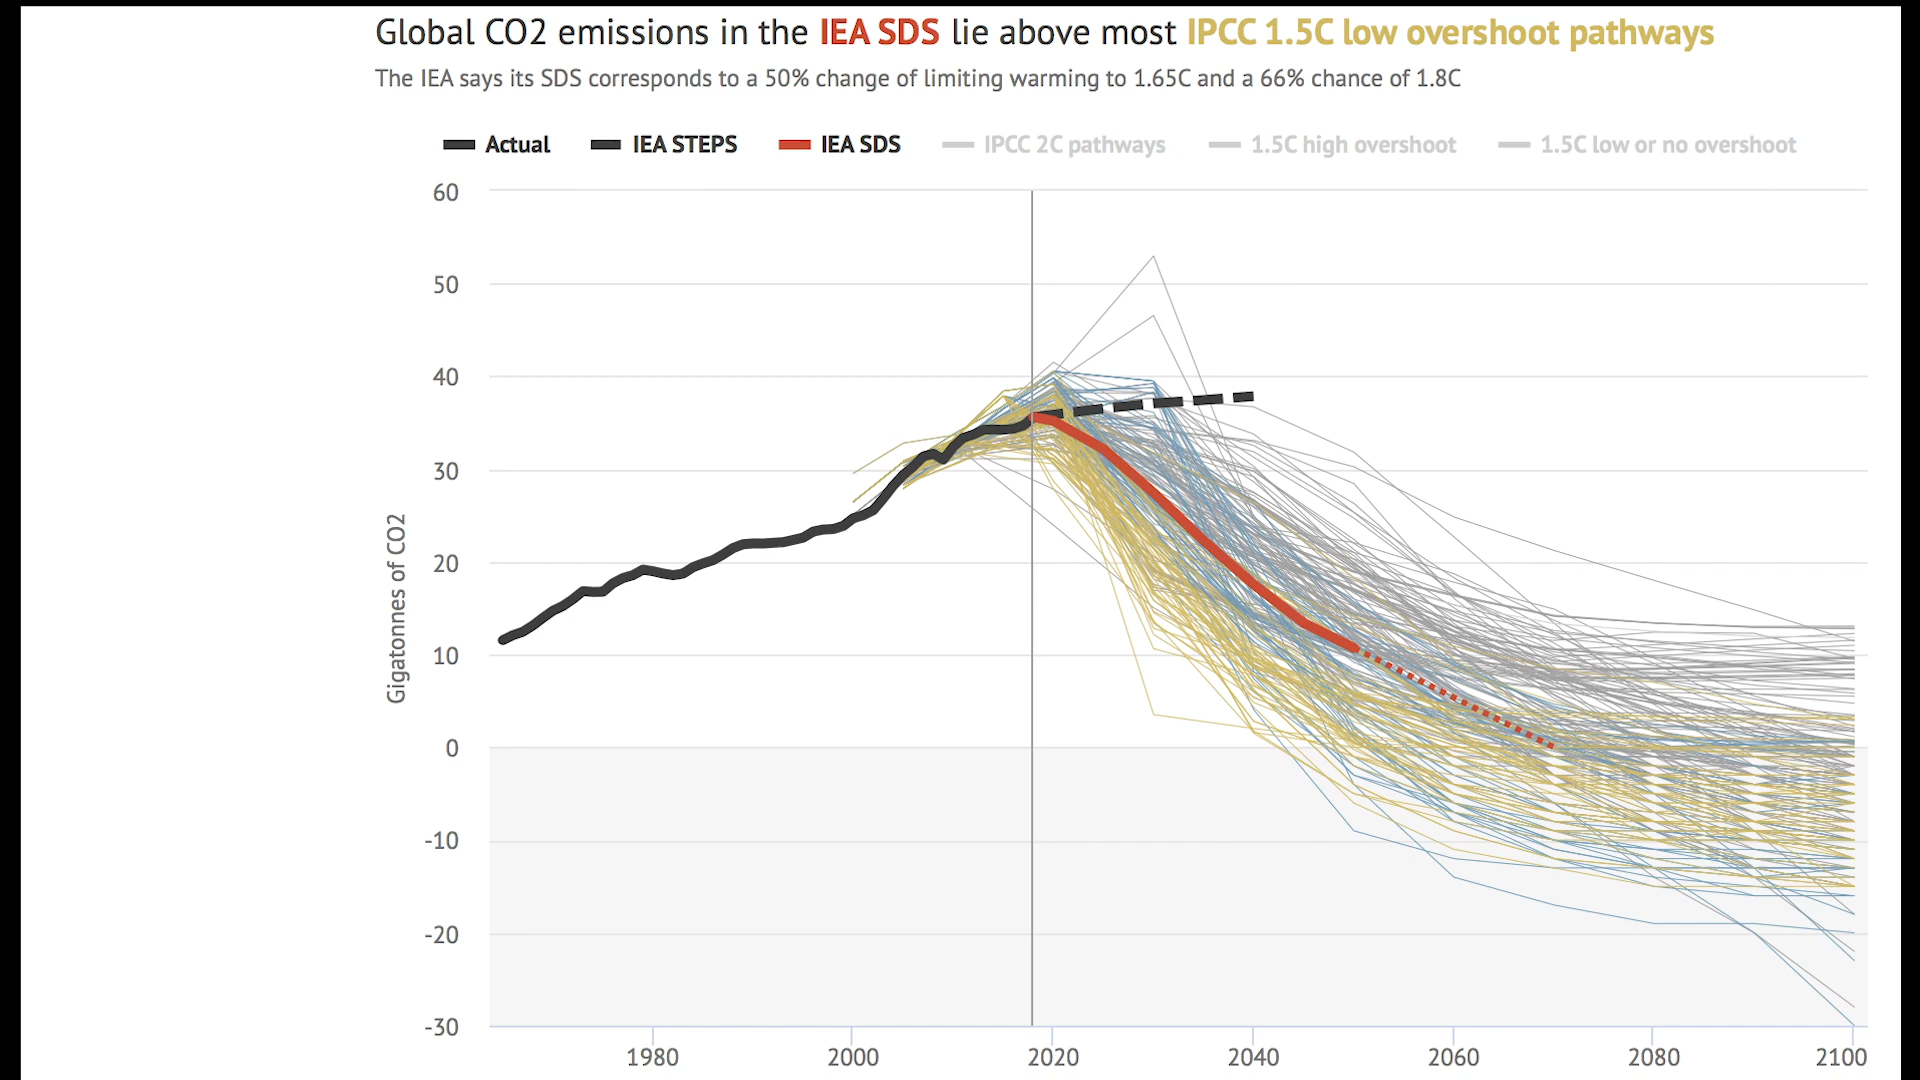 Global CO2 emissions in the IEA SDS lie above most IPCC 1.5C low overshoot pathways
The IEA says its SDS corresponds to a 50% change of limiting warming to 1.65C and a 66% chance of 1.8C
Actual IEA STEPS IEA SDS IPCC 2C pathways 1.5C high overshoot 1.5C low or no overshoot
Gigatonnes of CO2
60
50
40
30
20
10
0
-10
-20
-30
1980 2000 2020 2040 2060 2080 2100